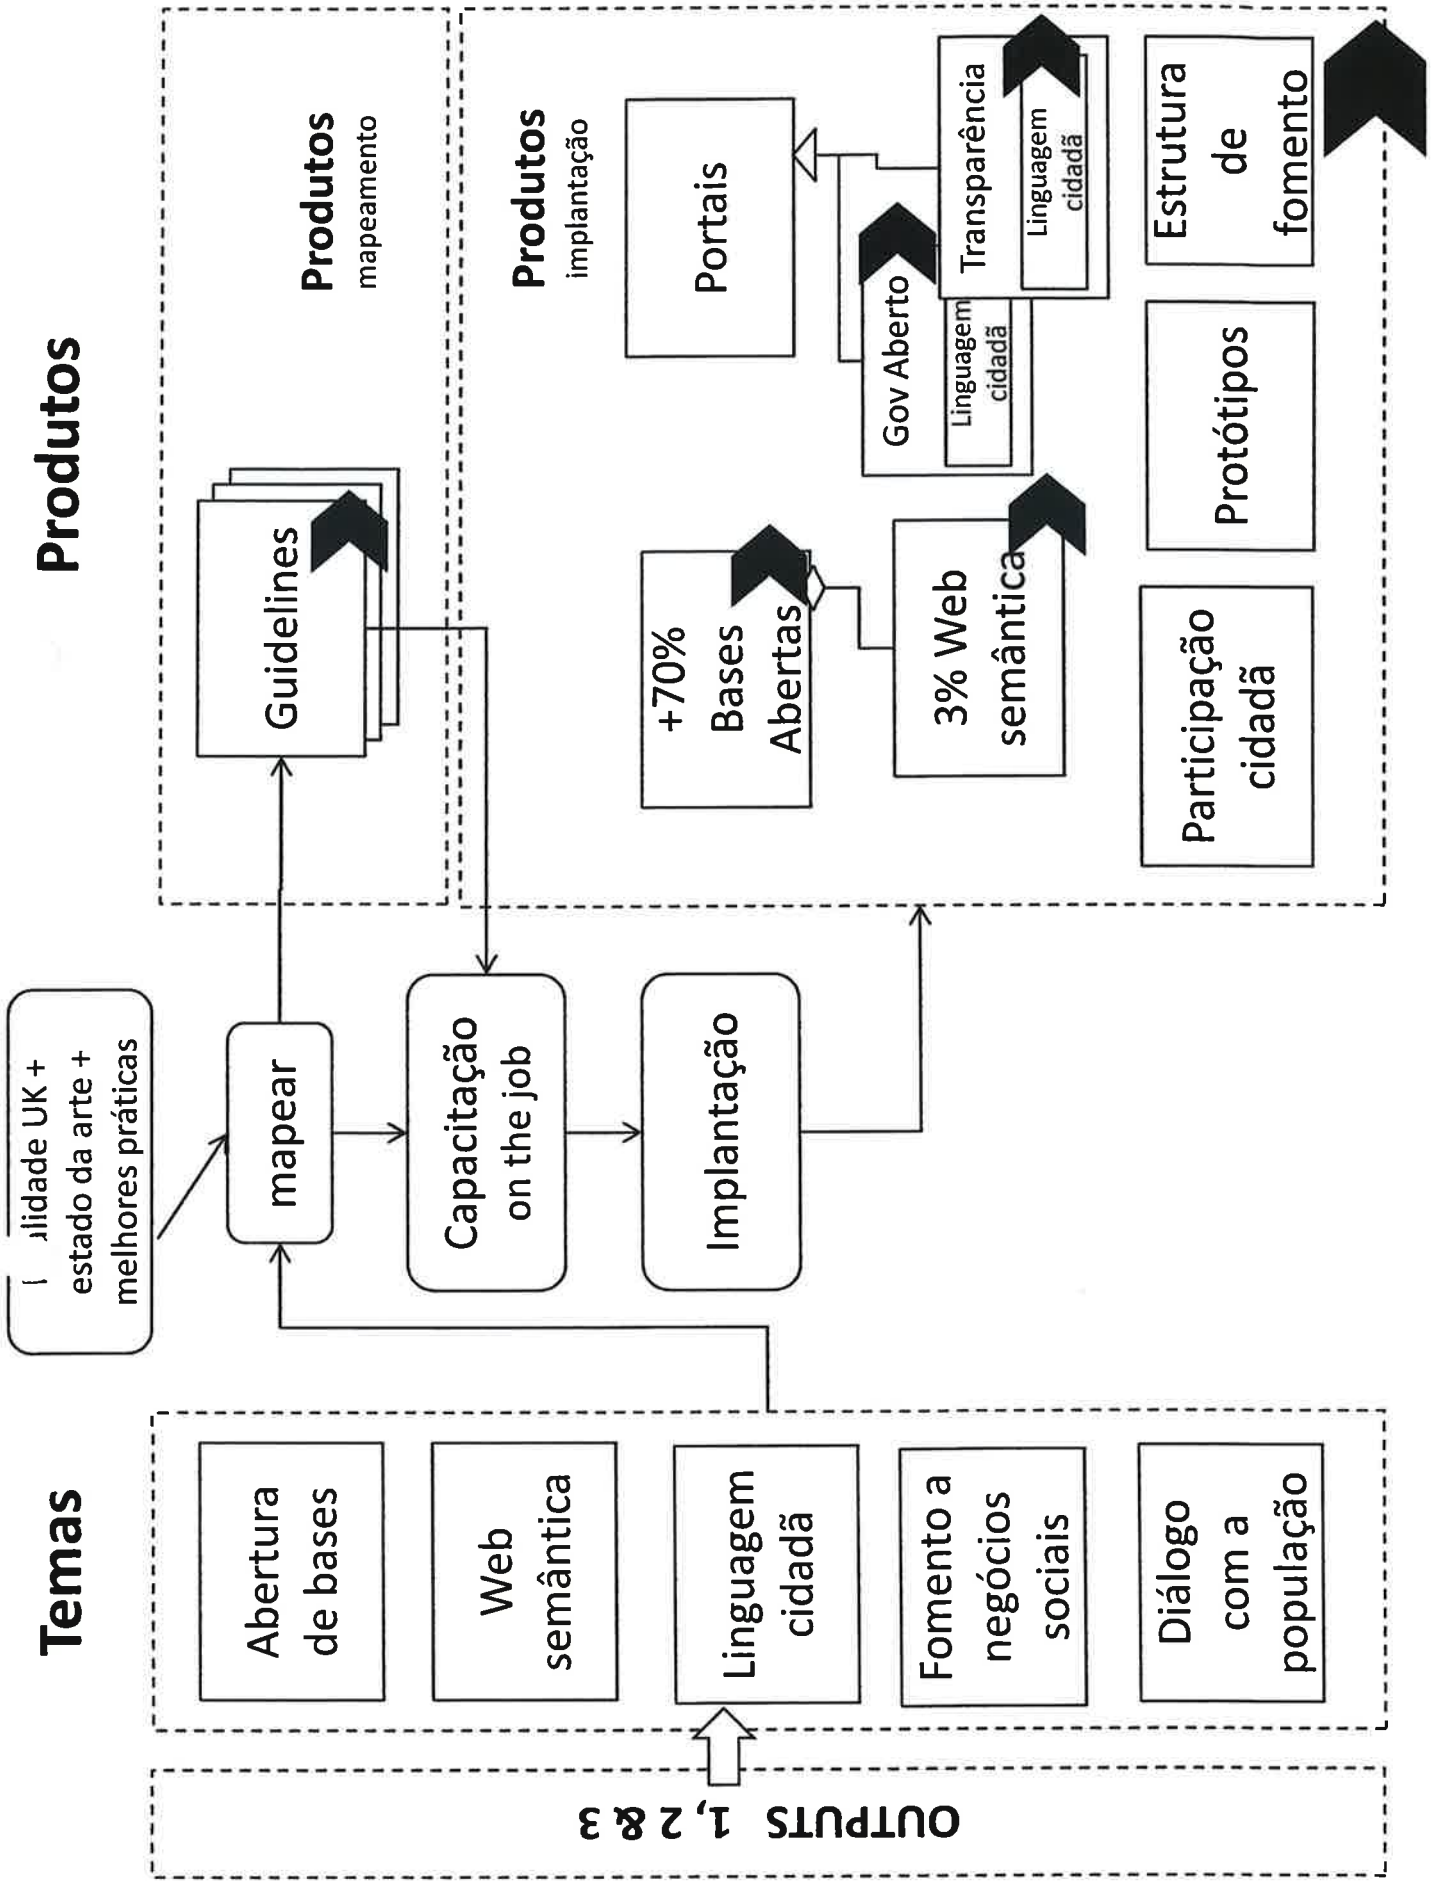 Temas
Produtos
OUTPUTS 1, 2 & 3
Abertura
de bases
Web
semântica
Linguagem
cidadã
Fomento a
negócios
sociais
Diálogo
com a
população
UK +
estado da arte +
melhores práticas
mapear
Capacitação
on the job
Implantação
Guidelines
Produtos
mapeamento
Produtos
implantação
+70%
Bases
Abertas
3% Web
semântica
Portais
Gov Aberto
Linguagem
cidadã
Transparência
Linguagem
cidadã
Participação
cidadã
Protótipos
Estrutura
de
fomento